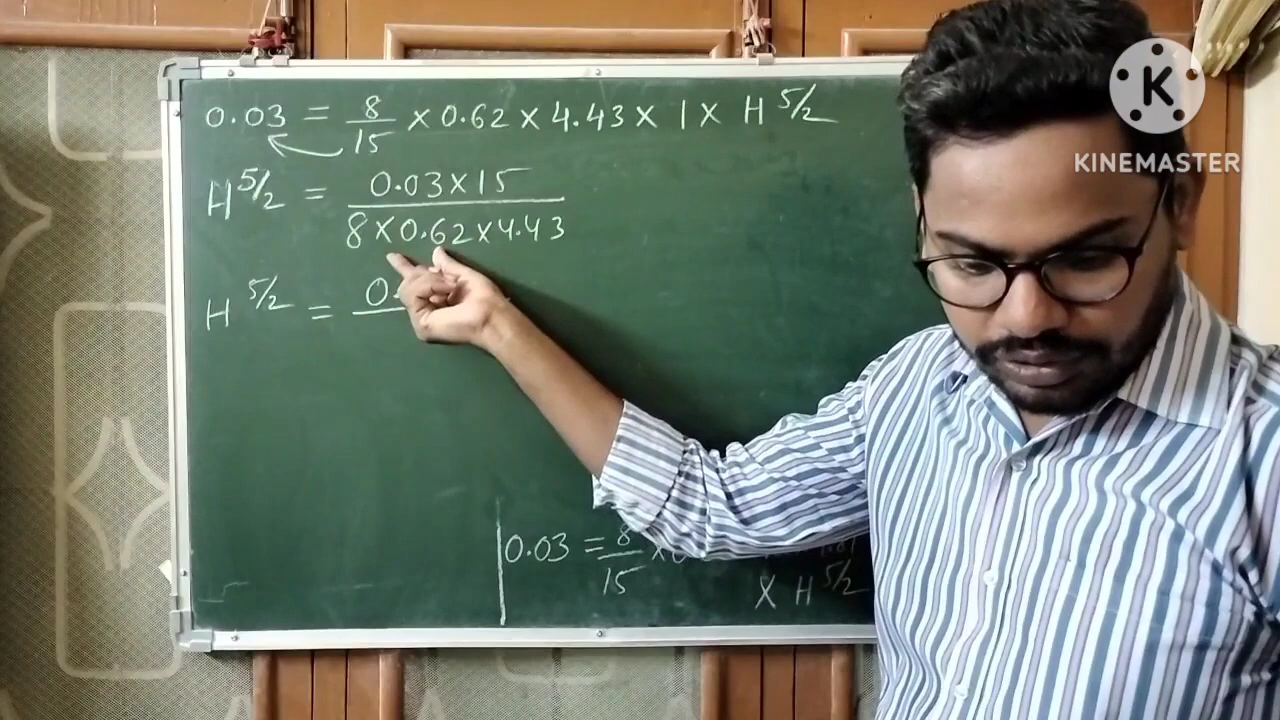 0.03 = 8/15 × 0.62 × 4.43 × 1 × H^5/2
H^5/2 = 0.03 × 15 / 8 × 0.62 × 4.43
H^5/2 = 0.
0.03 = 8/15 ×
× H^5/2
K
KINEMASTER